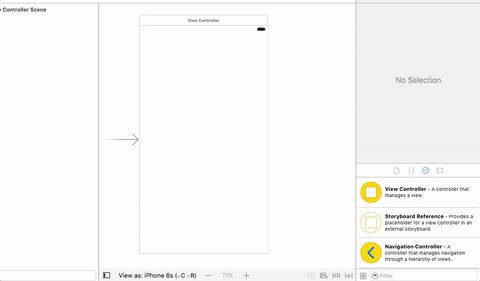 Controller Scene
View Controller
No Selection
View Controller - A controller that
manages a view.
Storyboard Reference - Provides
a placeholder for a view controller in
an external storyboard.
Navigation Controller - A
controller that manages navigation
through a hierarchy of views.
View as: iPhone 6s (wC hR)
— 71% +
Filter